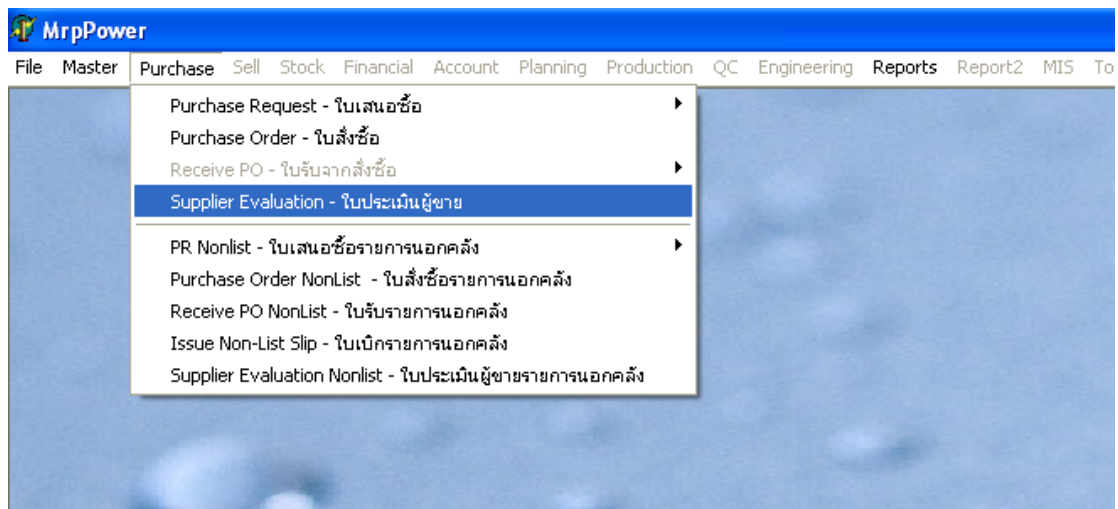 MrpPower
File Master Purchase Sell Stock Financial Account Planning Production QC Engineering Reports Report2 MIS To
Purchase Request - ใบเสนอซื้อ
Purchase Order - ใบสั่งซื้อ
Receive PO - ใบรับจากสั่งซื้อ
Supplier Evaluation - ใบประเมินผู้ขาย
PR Nonlist - ใบเสนอซื้อรายการนอกคลัง
Purchase Order NonList - ใบสั่งซื้อรายการนอกคลัง
Receive PO NonList - ใบรับรายการนอกคลัง
Issue Non-List Slip - ใบเบิกรายการนอกคลัง
Supplier Evaluation Nonlist - ใบประเมินผู้ขายรายการนอกคลัง